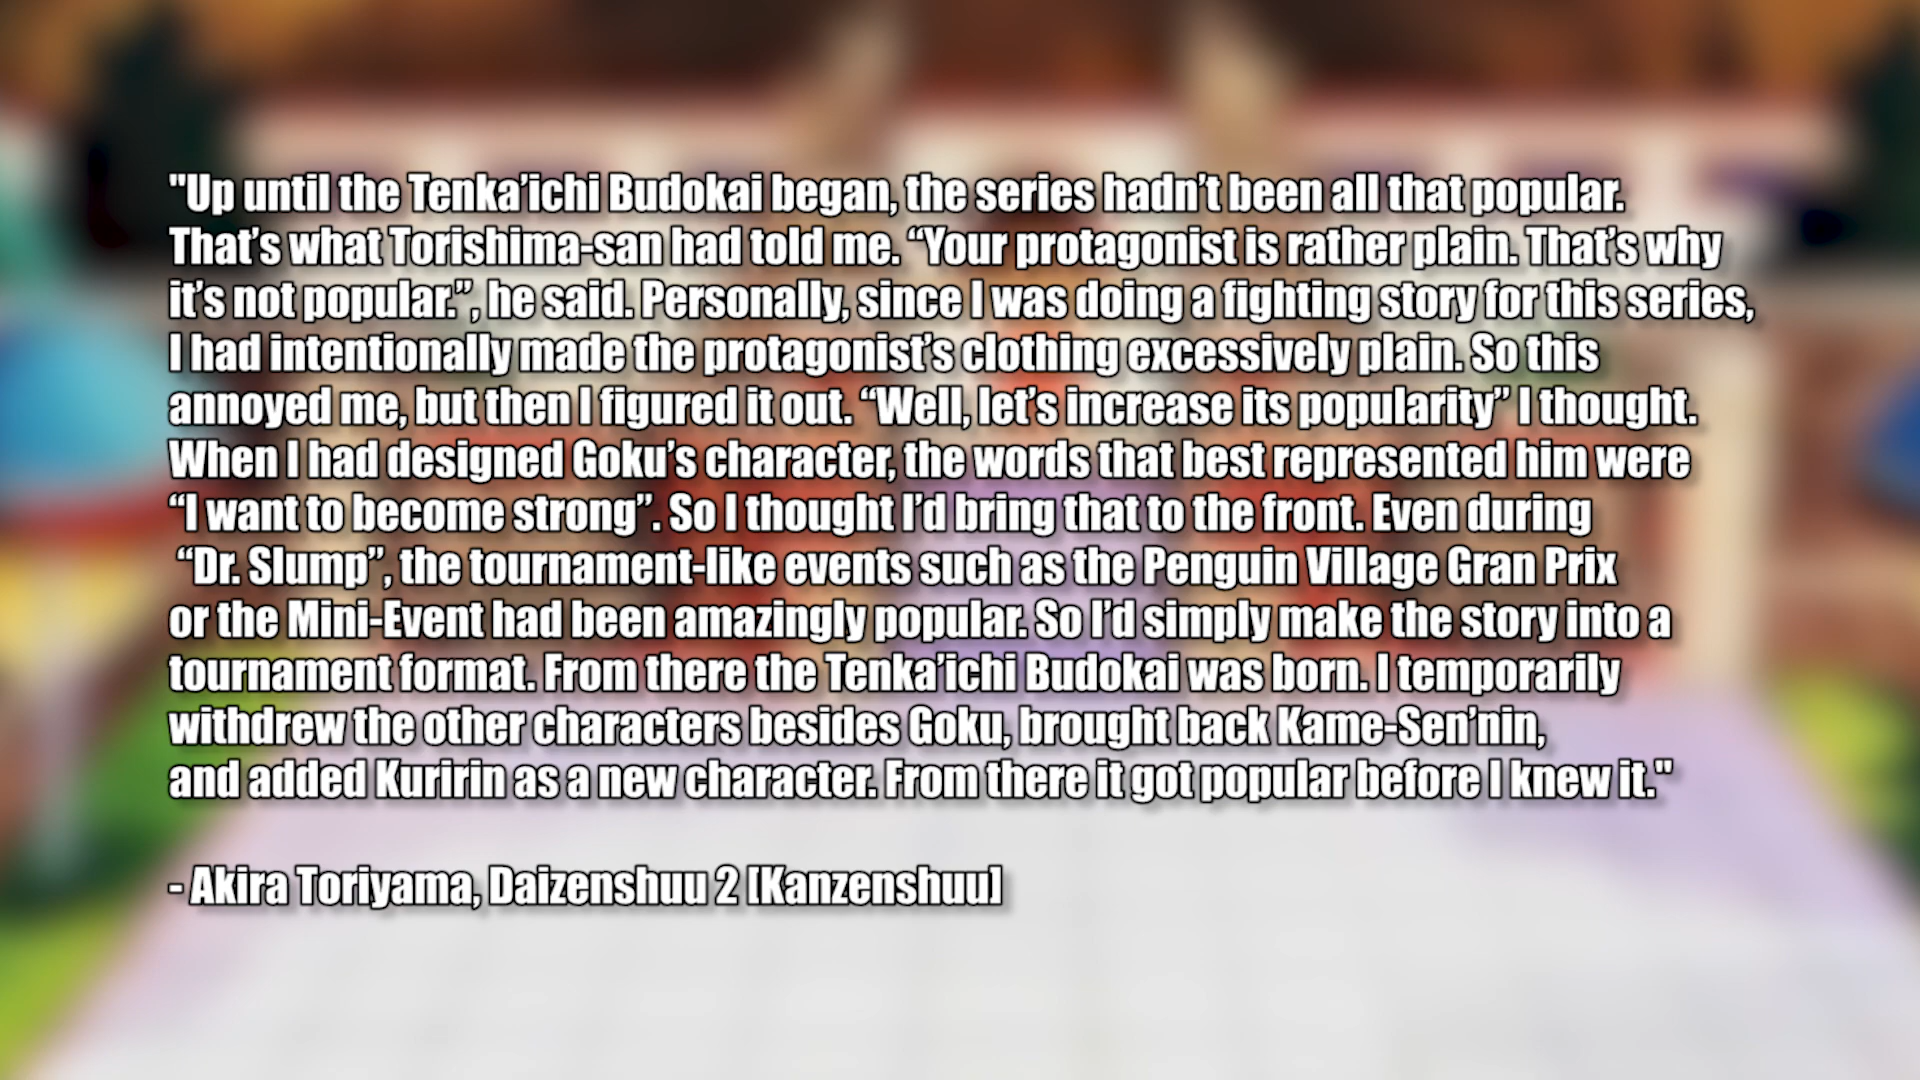 "Up until the Tenka’ichi Budokai began, the series hadn’t been all that popular.
That’s what Torishima-san had told me. “Your protagonist is rather plain. That’s why
it’s not popular.”, he said. Personally, since I was doing a fighting story for this series,
I had intentionally made the protagonist’s clothing excessively plain. So this
annoyed me, but then I figured it out. “Well, let’s increase its popularity” I thought.
When I had designed Goku’s character, the words that best represented him were
“I want to become strong”. So I thought I’d bring that to the front. Even during
“Dr. Slump”, the tournament-like events such as the Penguin Village Gran Prix
or the Mini-Event had been amazingly popular. So I’d simply make the story into a
tournament format. From there the Tenka’ichi Budokai was born. I temporarily
withdrew the other characters besides Goku, brought back Kame-Sen’nin,
and added Kuririn as a new character. From there it got popular before I knew it."
- Akira Toriyama, Daizenshuu 2 [Kanzenshuu]